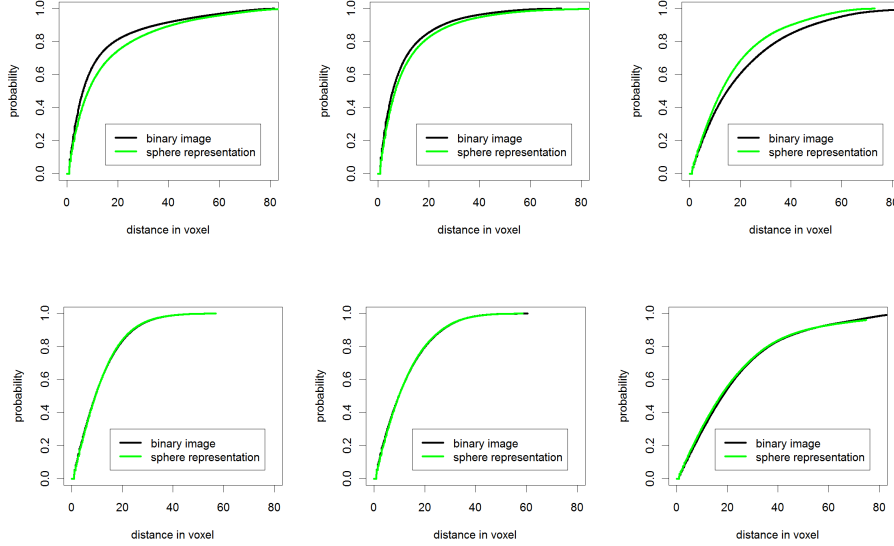 probability
0.0 0.2 0.4 0.6 0.8 1.0
binary image
sphere representation
0 20 40 60 80
distance in voxel
probability
0.0 0.2 0.4 0.6 0.8 1.0
binary image
sphere representation
0 20 40 60 80
distance in voxel
probability
0.0 0.2 0.4 0.6 0.8 1.0
binary image
sphere representation
0 20 40 60 80
distance in voxel
probability
0.0 0.2 0.4 0.6 0.8 1.0
binary image
sphere representation
0 20 40 60 80
distance in voxel
probability
0.0 0.2 0.4 0.6 0.8 1.0
binary image
sphere representation
0 20 40 60 80
distance in voxel
probability
0.0 0.2 0.4 0.6 0.8 1.0
binary image
sphere representation
0 20 40 60 80
distance in voxel